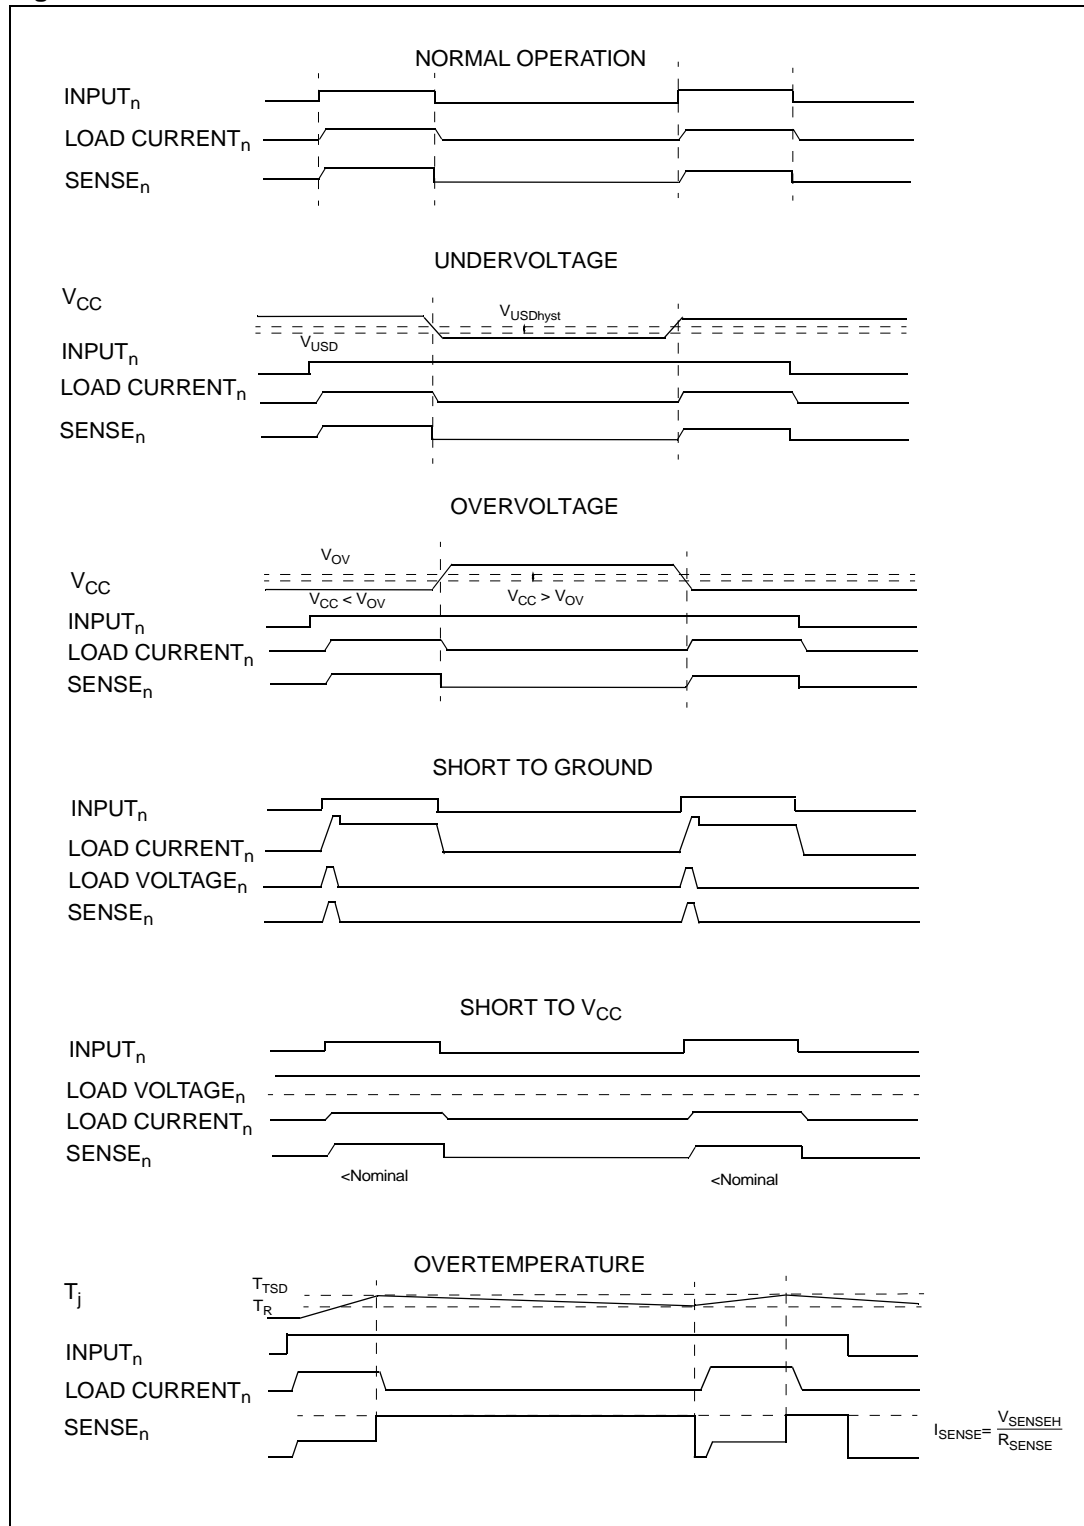 NORMAL OPERATION
INPUTn
LOAD CURRENTn
SENSEn
UNDERVOLTAGE
VCC
VUSDhyst
VUSD
INPUTn
LOAD CURRENTn
SENSEn
OVERVOLTAGE
VOV
VCC
VCC < VOV
VCC > VOV
INPUTn
LOAD CURRENTn
SENSEn
SHORT TO GROUND
INPUTn
LOAD CURRENTn
LOAD VOLTAGEn
SENSEn
SHORT TO VCC
INPUTn
LOAD VOLTAGEn
LOAD CURRENTn
SENSEn
<Nominal <Nominal
OVERTEMPERATURE
Tj
TTSD
TR
INPUTn
LOAD CURRENTn
SENSEn
ISENSE= VSENSEH
RSENSE